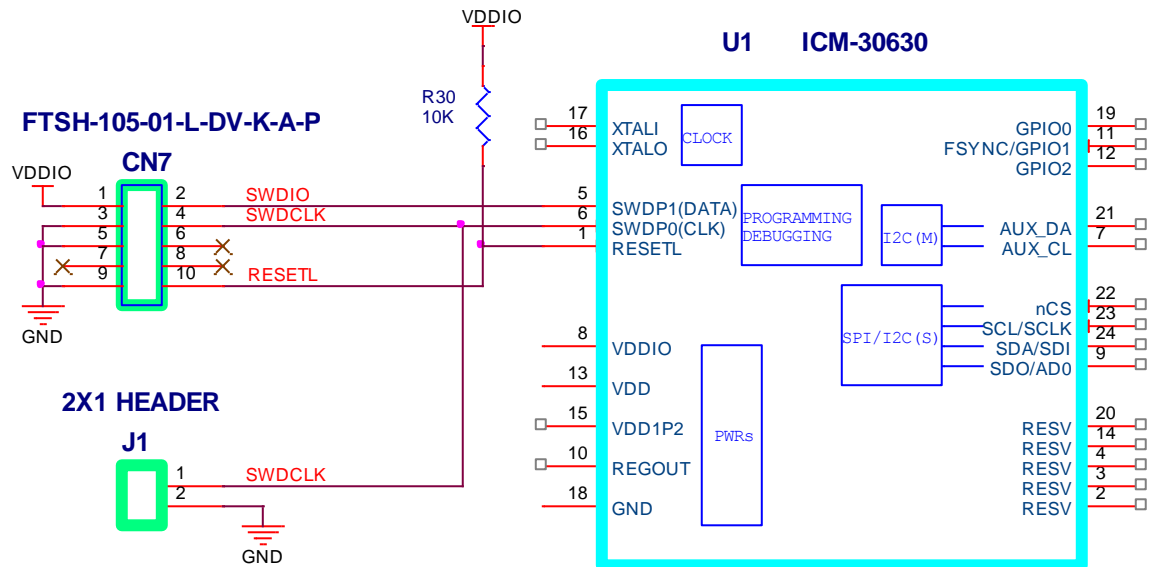 VDDIO
R30
10K
FTSH-105-01-L-DV-K-A-P
CN7
VDDIO
1
3
5
7
9
2
4
6
8
10
SWDIO
SWDCLK
RESETL
GND
2X1 HEADER
J1
1
2
SWDCLK
GND
U1 ICM-30630
17 XTALI
16 XTALO
CLOCK
5 SWDP1(DATA)
6 SWDP0(CLK)
1 RESETL
PROGRAMMING
DEBUGGING
8 VDDIO
13 VDD
15 VDD1P2
10 REGOUT
18 GND
PWRs
I2C(M)
SPI/I2C(S)
GPIO0 19
FSYNC/GPIO1 11
GPIO2 12
AUX_DA 21
AUX_CL 7
nCS 22
SCL/SCLK 23
SDA/SDI 24
SDO/AD0 9
RESV 20
RESV 14
RESV 4
RESV 3
RESV 2